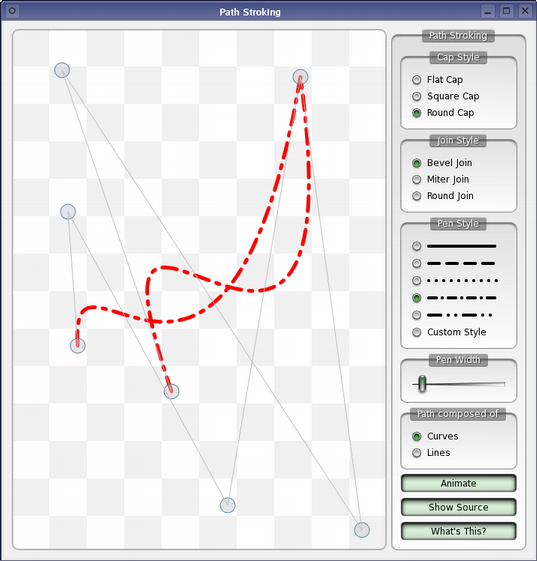 Path Stroking
Path Stroking
Cap Style
Flat Cap
Square Cap
Round Cap
Join Style
Bevel Join
Miter Join
Round Join
Pen Style
Custom Style
Pen Width
Path composed of
Curves
Lines
Animate
Show Source
What's This?